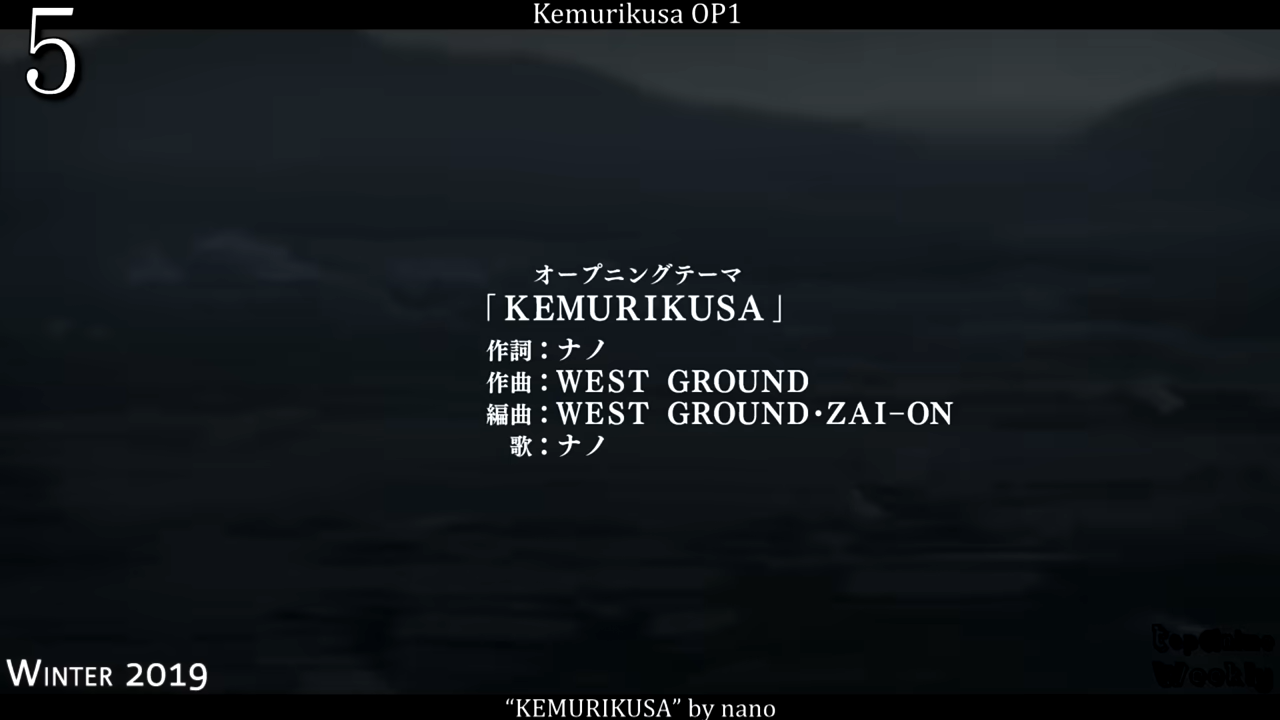 Kemurikusa OP1
5
オープニングテーマ
「KEMURIKUSA」
作詞：ナノ
作曲：WEST GROUND
編曲：WEST GROUND･ZAI-ON
歌：ナノ
Winter 2019
“KEMURIKUSA” by nano